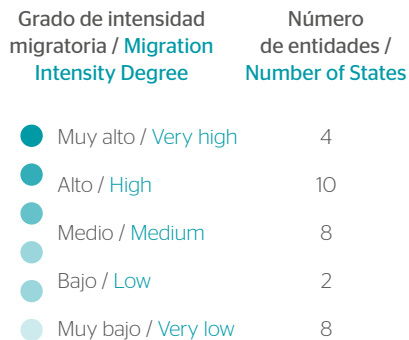 Grado de intensidad
migratoria / Migration
Intensity Degree
Número
de entidades /
Number of States
Muy alto / Very high 4
Alto / High 10
Medio / Medium 8
Bajo / Low 2
Muy bajo / Very low 8